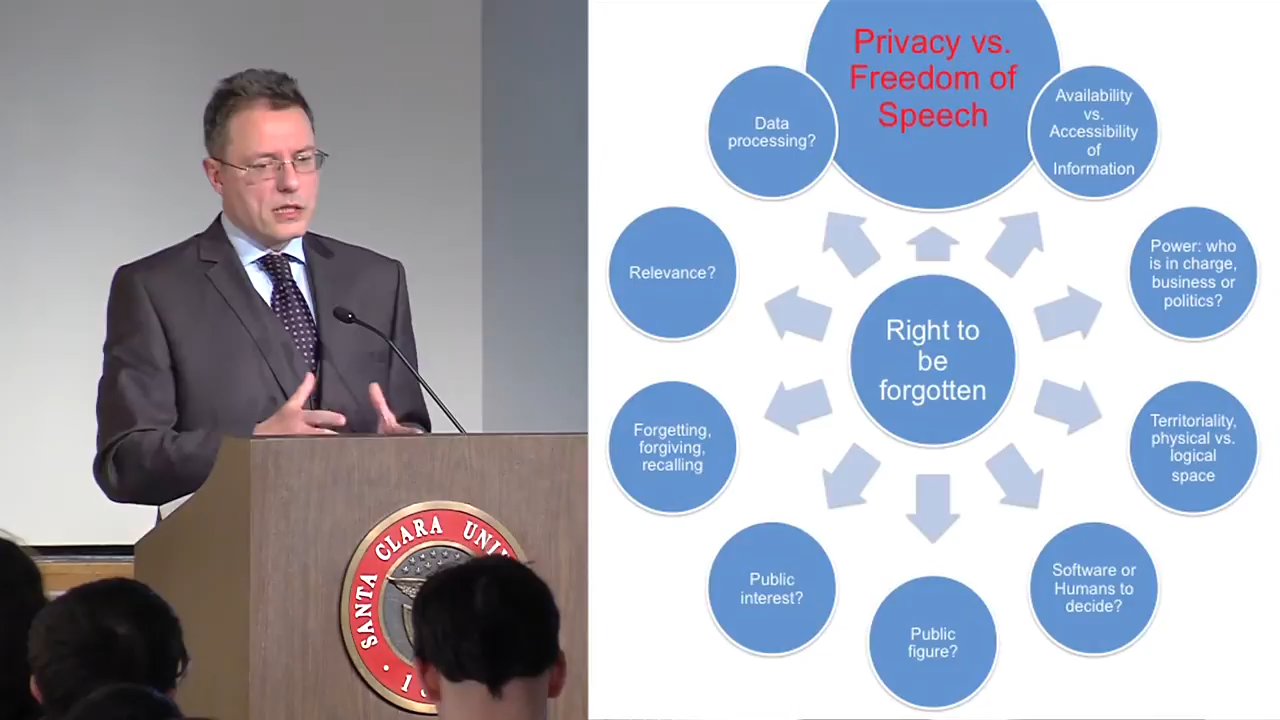 Privacy vs.
Freedom of
Speech
Availability
vs.
Accessibility
of
Information
Power: who
is in charge,
business or
politics?
Territoriality,
physical vs.
logical
space
Software or
Humans to
decide?
Public
figure?
Public
interest?
Forgetting,
forgiving,
recalling
Relevance?
Data
processing?
Right to
be
forgotten
SANTA CLARA